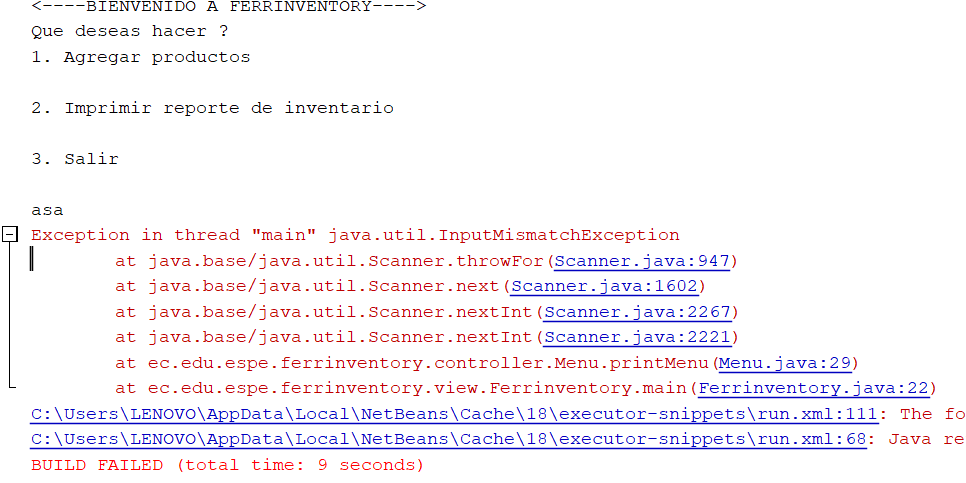 <----BIENVENIDO A FERRINVENTORY---->
Que deseas hacer ?
1. Agregar productos
2. Imprimir reporte de inventario
3. Salir
asa
Exception in thread "main" java.util.InputMismatchException
at java.base/java.util.Scanner.throwFor(Scanner.java:947)
at java.base/java.util.Scanner.next(Scanner.java:1602)
at java.base/java.util.Scanner.nextInt(Scanner.java:2267)
at java.base/java.util.Scanner.nextInt(Scanner.java:2221)
at ec.edu.espe.ferrinventory.controller.Menu.printMenu(Menu.java:29)
at ec.edu.espe.ferrinventory.view.Ferrinventory.main(Ferrinventory.java:22)
C:\Users\LENOVO\AppData\Local\NetBeans\Cache\18\executor-snippets\run.xml:111: The fo
C:\Users\LENOVO\AppData\Local\NetBeans\Cache\18\executor-snippets\run.xml:68: Java re
BUILD FAILED (total time: 9 seconds)